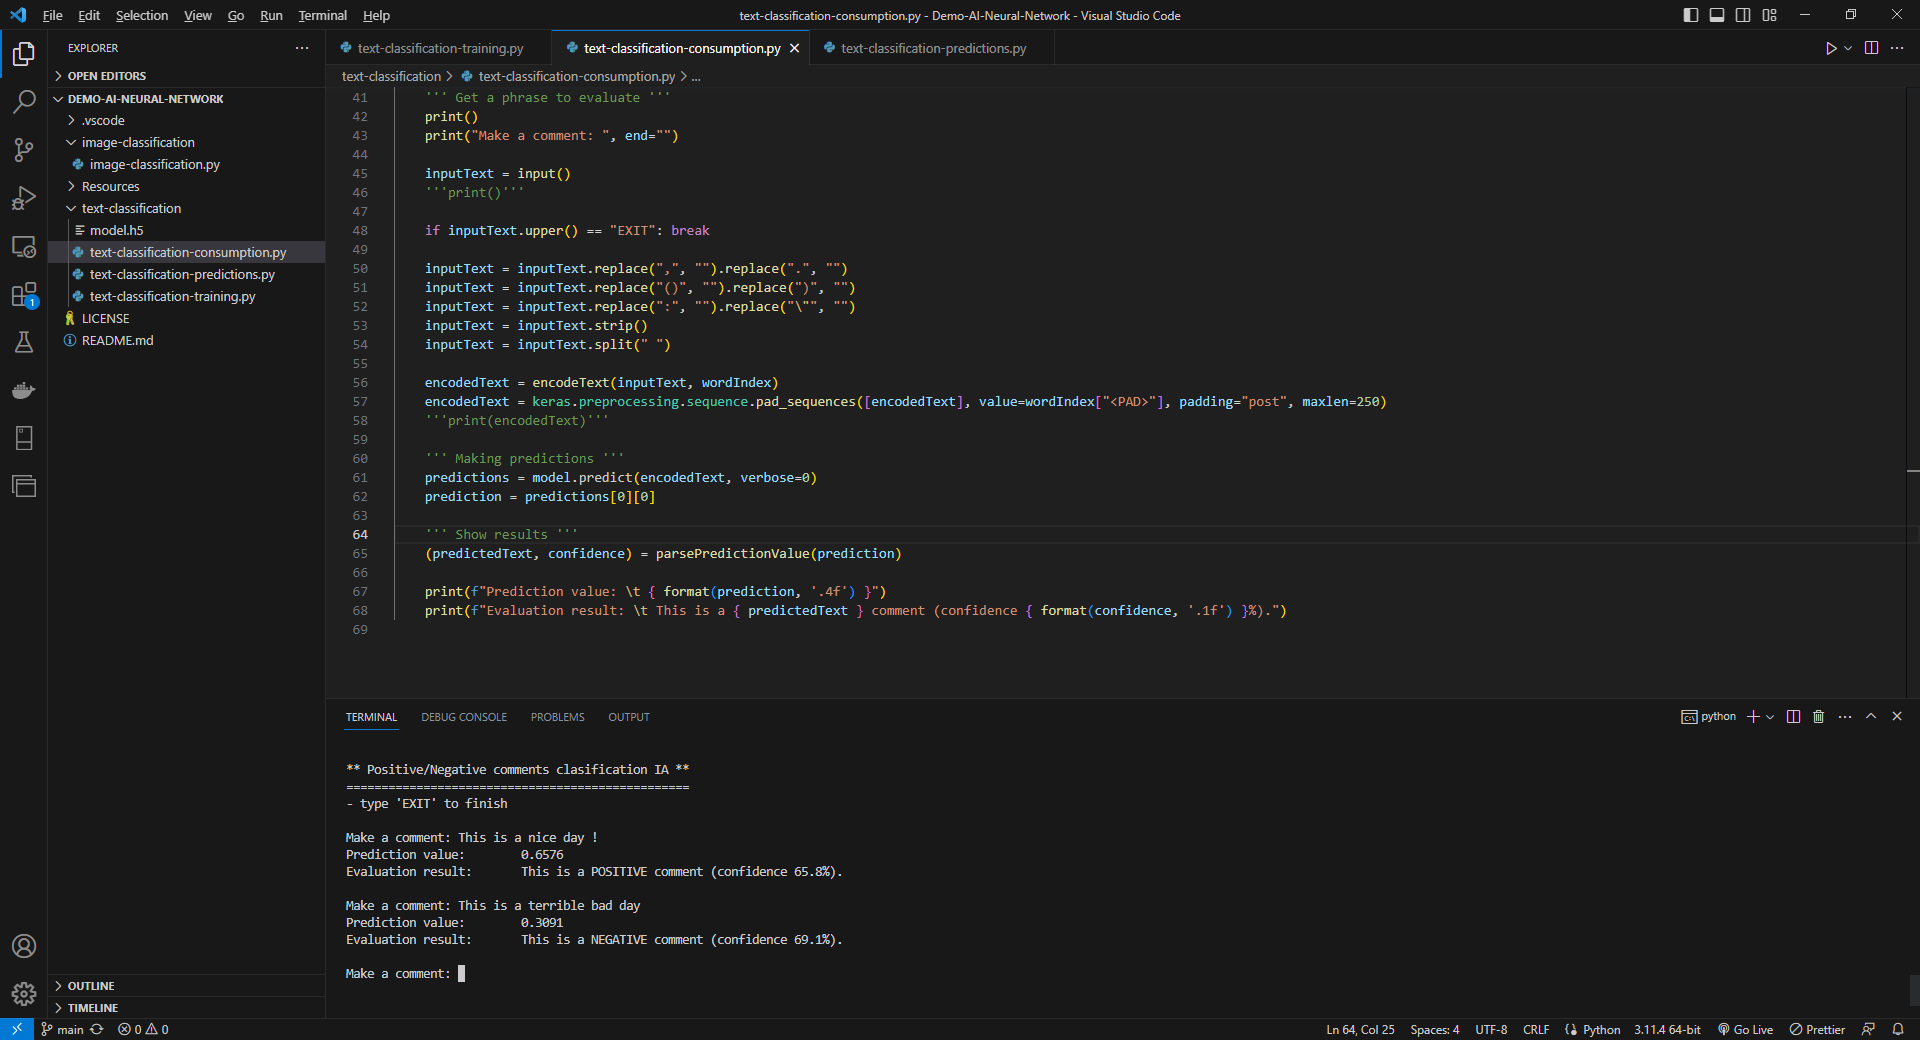 File Edit Selection View Go Run Terminal Help
text-classification-consumption.py - Demo-AI-Neural-Network - Visual Studio Code
EXPLORER
OPEN EDITORS
DEMO-AI-NEURAL-NETWORK
.vscode
image-classification
image-classification.py
Resources
text-classification
model.h5
text-classification-consumption.py
text-classification-predictions.py
text-classification-training.py
LICENSE
README.md
OUTLINE
TIMELINE
1
text-classification-training.py text-classification-consumption.py text-classification-predictions.py
text-classification > text-classification-consumption.py > ...
41 ''' Get a phrase to evaluate '''
42 print()
43 print("Make a comment: ", end="")
44
45 inputText = input()
46 '''print()'''
47
48 if inputText.upper() == "EXIT": break
49
50 inputText = inputText.replace(",", "").replace(".", "")
51 inputText = inputText.replace("()", "").replace(")", "")
52 inputText = inputText.replace(":", "").replace("\"", "")
53 inputText = inputText.strip()
54 inputText = inputText.split(" ")
55
56 encodedText = encodeText(inputText, wordIndex)
57 encodedText = keras.preprocessing.sequence.pad_sequences([encodedText], value=wordIndex["<PAD>"], padding="post", maxlen=250)
58 '''print(encodedText)'''
59
60 ''' Making predictions '''
61 predictions = model.predict(encodedText, verbose=0)
62 prediction = predictions[0][0]
63
64 ''' Show results '''
65 (predictedText, confidence) = parsePredictionValue(prediction)
66
67 print(f"Prediction value: \t { format(prediction, '.4f') }")
68 print(f"Evaluation result: \t This is a { predictedText } comment (confidence { format(confidence, '.1f') }%).")
69
TERMINAL DEBUG CONSOLE PROBLEMS OUTPUT
python
** Positive/Negative comments clasification IA **
=================================================
- type 'EXIT' to finish
Make a comment: This is a nice day !
Prediction value: 0.6576
Evaluation result: This is a POSITIVE comment (confidence 65.8%).
Make a comment: This is a terrible bad day
Prediction value: 0.3091
Evaluation result: This is a NEGATIVE comment (confidence 69.1%).
Make a comment:
main 0 0
Ln 64, Col 25 Spaces: 4 UTF-8 CRLF Python 3.11.4 64-bit Go Live Prettier